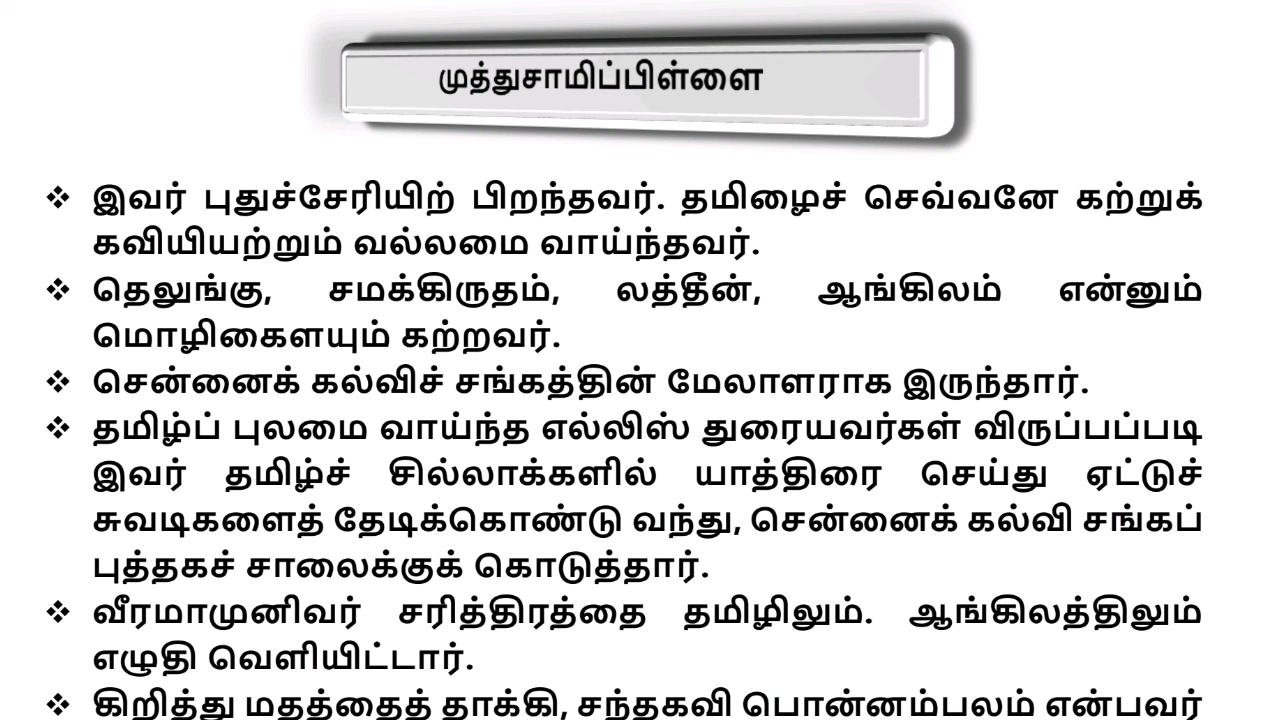 முத்துசாமிப்பிள்ளை
❖ இவர் புதுச்சேரியிற் பிறந்தவர். தமிழைச் செவ்வனே கற்றுக்
கவியியற்றும் வல்லமை வாய்ந்தவர்.
❖ தெலுங்கு, சமக்கிருதம், லத்தீன், ஆங்கிலம் என்னும்
மொழிகளையும் கற்றவர்.
❖ சென்னைக் கல்விச் சங்கத்தின் மேலாளராக இருந்தார்.
❖ தமிழ்ப் புலமை வாய்ந்த எல்லிஸ் துரையவர்கள் விருப்பப்படி
இவர் தமிழ்ச் சில்லாக்களில் யாத்திரை செய்து ஏட்டுச்
சுவடிகளைத் தேடிக்கொண்டு வந்து, சென்னைக் கல்வி சங்கப்
புத்தகச் சாலைக்குக் கொடுத்தார்.
❖ வீரமாமுனிவர் சரித்திரத்தை தமிழிலும். ஆங்கிலத்திலும்
எழுதி வெளியிட்டார்.
❖ கிறித்து மதத்தைத் தாக்கி, சந்தகவி பொன்னம்பலம் என்பவர்